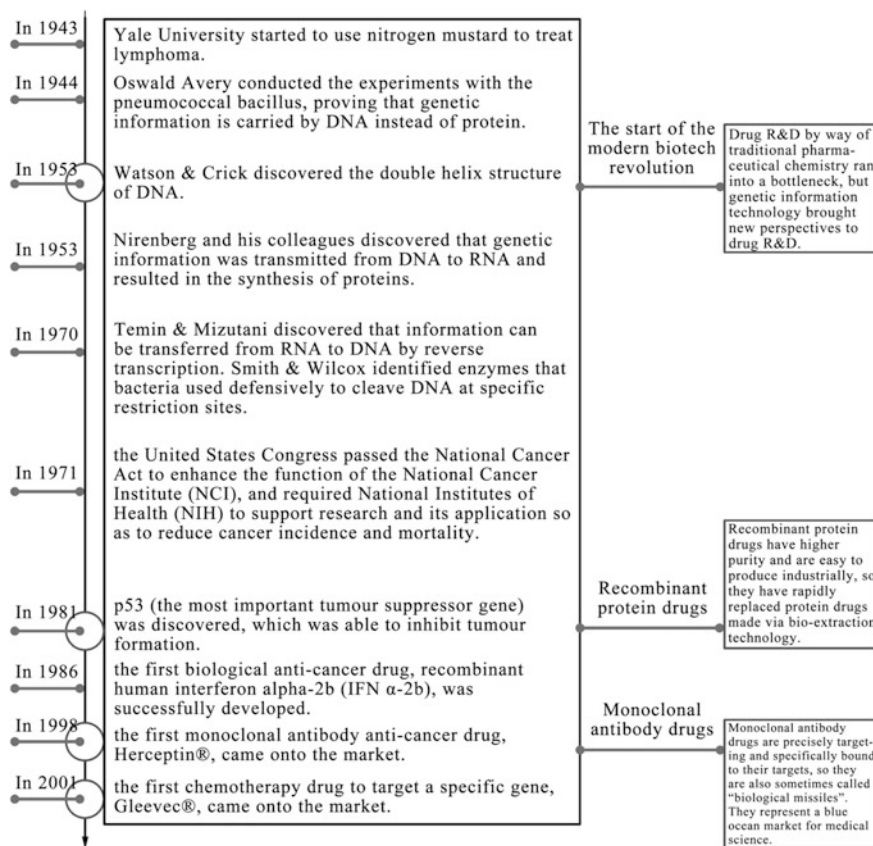 In 1943
Yale University started to use nitrogen mustard to treat
lymphoma.
In 1944
Oswald Avery conducted the experiments with the
pneumococcal bacillus, proving that genetic
information is carried by DNA instead of protein.
In 1953
Watson & Crick discovered the double helix structure
of DNA.
The start of the
modern biotech
revolution
Drug R&D by way of
traditional pharma-
ceutical chemistry ran
into a bottleneck, but
genetic information
technology brought
new perspectives to
drug R&D.
In 1953
Nirenberg and his colleagues discovered that genetic
information was transmitted from DNA to RNA and
resulted in the synthesis of proteins.
In 1970
Temin & Mizutani discovered that information can
be transferred from RNA to DNA by reverse
transcription. Smith & Wilcox identified enzymes that
bacteria used defensively to cleave DNA at specific
restriction sites.
In 1971
the United States Congress passed the National Cancer
Act to enhance the function of the National Cancer
Institute (NCI), and required National Institutes of
Health (NIH) to support research and its application so
as to reduce cancer incidence and mortality.
In 1981
p53 (the most important tumour suppressor gene)
was discovered, which was able to inhibit tumour
formation.
Recombinant
protein drugs
Recombinant protein
drugs have higher
purity and are easy to
produce industrially, so
they have rapidly
replaced protein drugs
made via bio-extraction
technology.
In 1986
the first biological anti-cancer drug, recombinant
human interferon alpha-2b (IFN α-2b), was
successfully developed.
In 1998
the first monoclonal antibody anti-cancer drug,
Herceptin®, came onto the market.
Monoclonal
antibody drugs
Monoclonal antibody
drugs are precisely target-
ing and specifically bound
to their targets, so they
are also sometimes called
“biological missiles”.
They represent a blue
ocean market for medical
science.
In 2001
the first chemotherapy drug to target a specific gene,
Gleevec®, came onto the market.